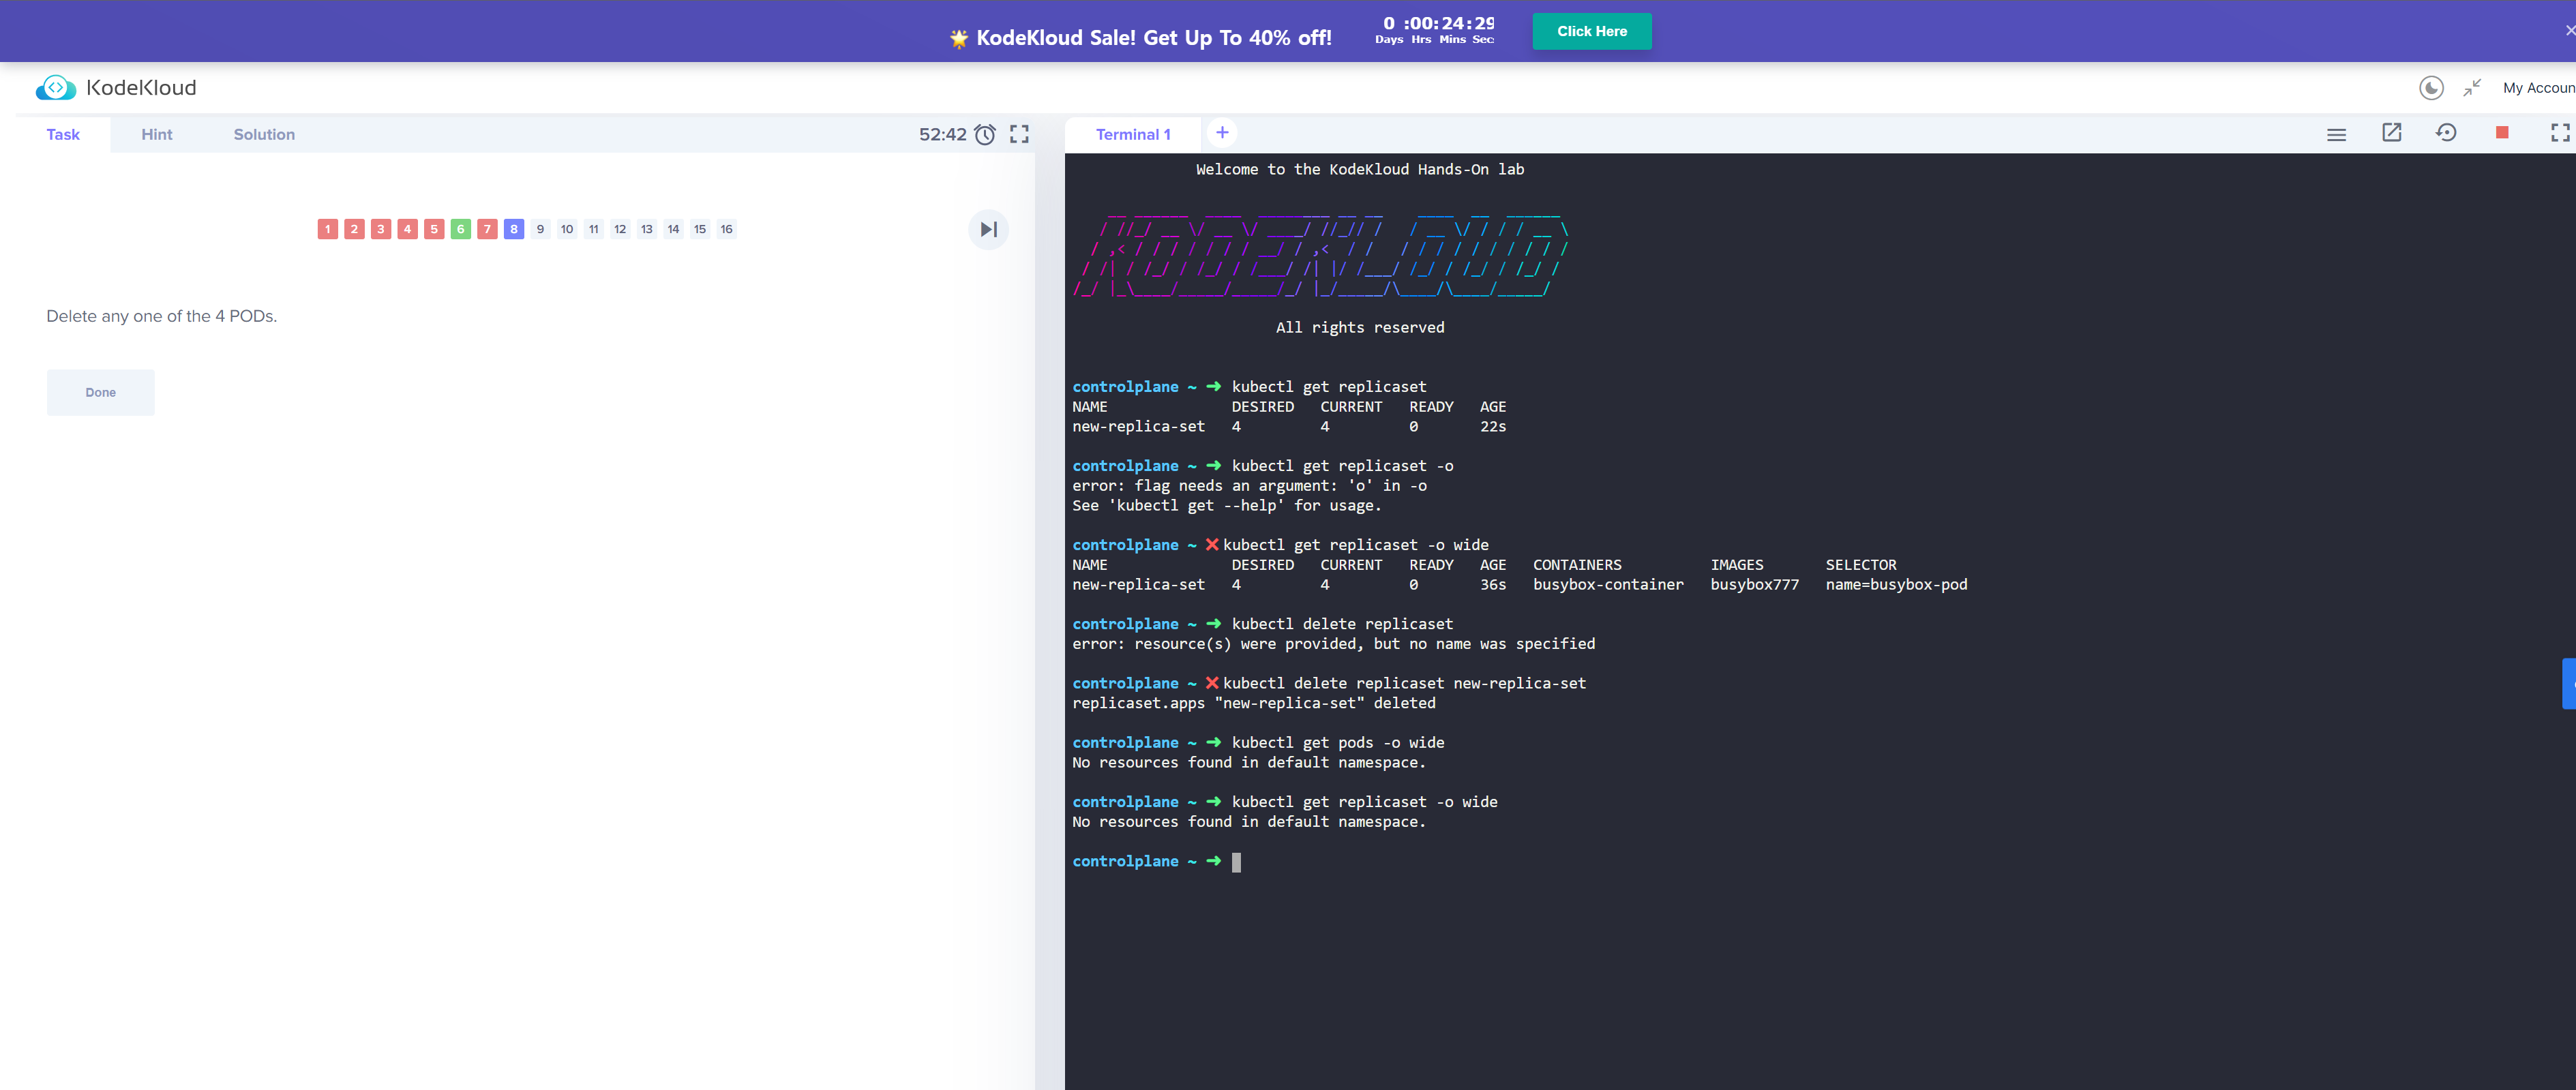 KodeKloud Sale! Get Up To 40% off!
0 :00:24:29
Days Hrs Mins Sec
Click Here
KodeKloud
My Accoun
Task Hint Solution
52:42
Terminal 1 +
1 2 3 4 5 6 7 8 9 10 11 12 13 14 15 16
Delete any one of the 4 PODs.
Done
Welcome to the KodeKloud Hands-On lab
KODEKLOUD
All rights reserved
controlplane ~ ➜ kubectl get replicaset
NAME DESIRED CURRENT READY AGE
new-replica-set 4 4 0 22s
controlplane ~ ➜ kubectl get replicaset -o
error: flag needs an argument: 'o' in -o
See 'kubectl get --help' for usage.
controlplane ~ ✖ kubectl get replicaset -o wide
NAME DESIRED CURRENT READY AGE CONTAINERS IMAGES SELECTOR
new-replica-set 4 4 0 36s busybox-container busybox777 name=busybox-pod
controlplane ~ ➜ kubectl delete replicaset
error: resource(s) were provided, but no name was specified
controlplane ~ ✖ kubectl delete replicaset new-replica-set
replicaset.apps "new-replica-set" deleted
controlplane ~ ➜ kubectl get pods -o wide
No resources found in default namespace.
controlplane ~ ➜ kubectl get replicaset -o wide
No resources found in default namespace.
controlplane ~ ➜